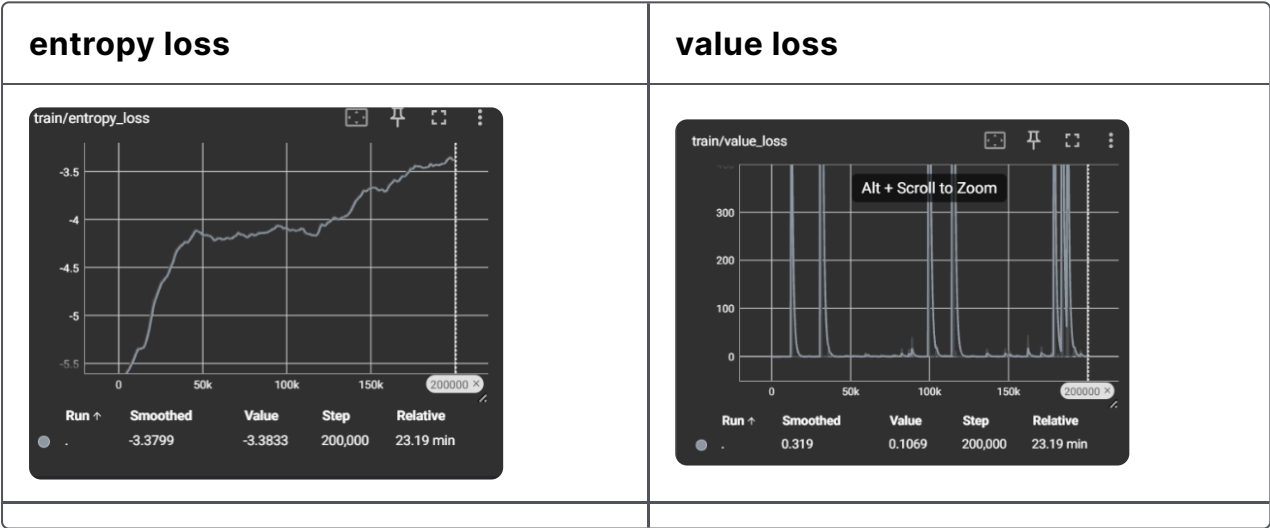 entropy loss
value loss
train/entropy_loss
-3.5
-4
-4.5
-5
-5.5
0
50k
100k
150k
200000 ×
Run ↑ Smoothed Value Step Relative
. -3.3799 -3.3833 200,000 23.19 min
train/value_loss
Alt + Scroll to Zoom
300
200
100
0
0
50k
100k
150k
200000 ×
Run ↑ Smoothed Value Step Relative
. 0.319 0.1069 200,000 23.19 min